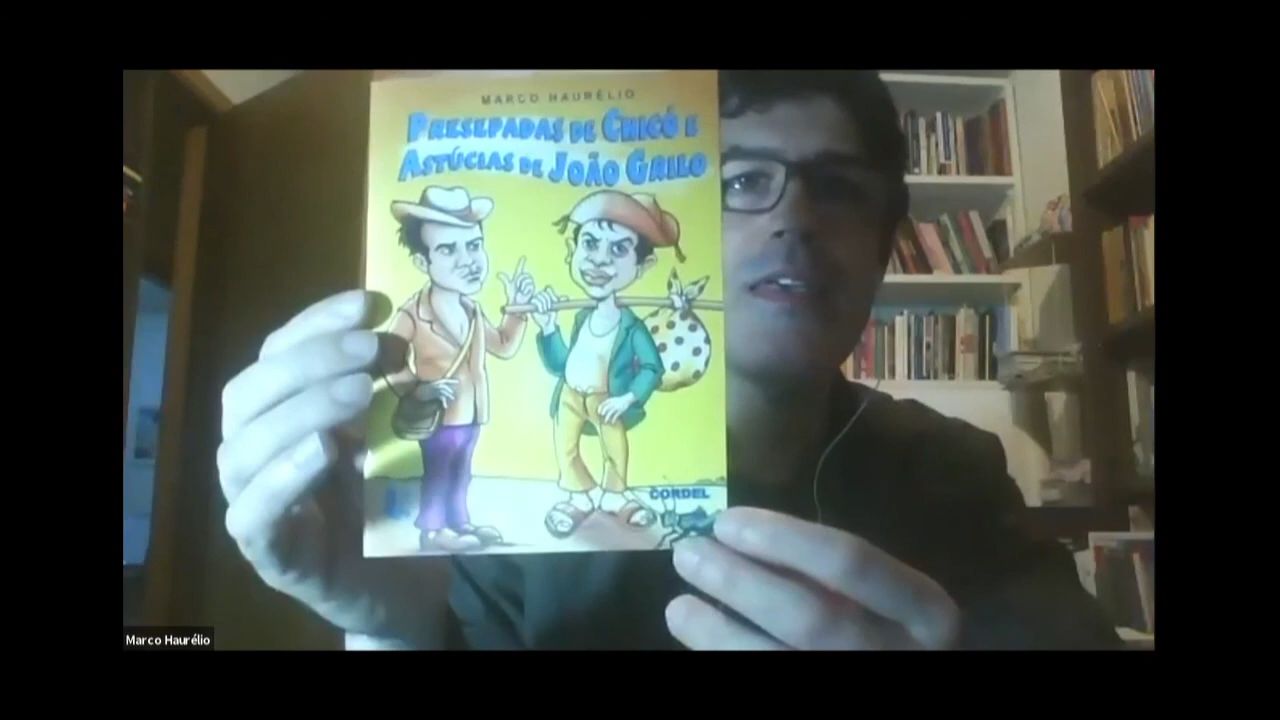 MARCO HAURÉLIO
PRESEPADAS DE CHICÓ E
ASTÚCIAS DE JOÃO GRILO
CORDEL
Marco Haurélio